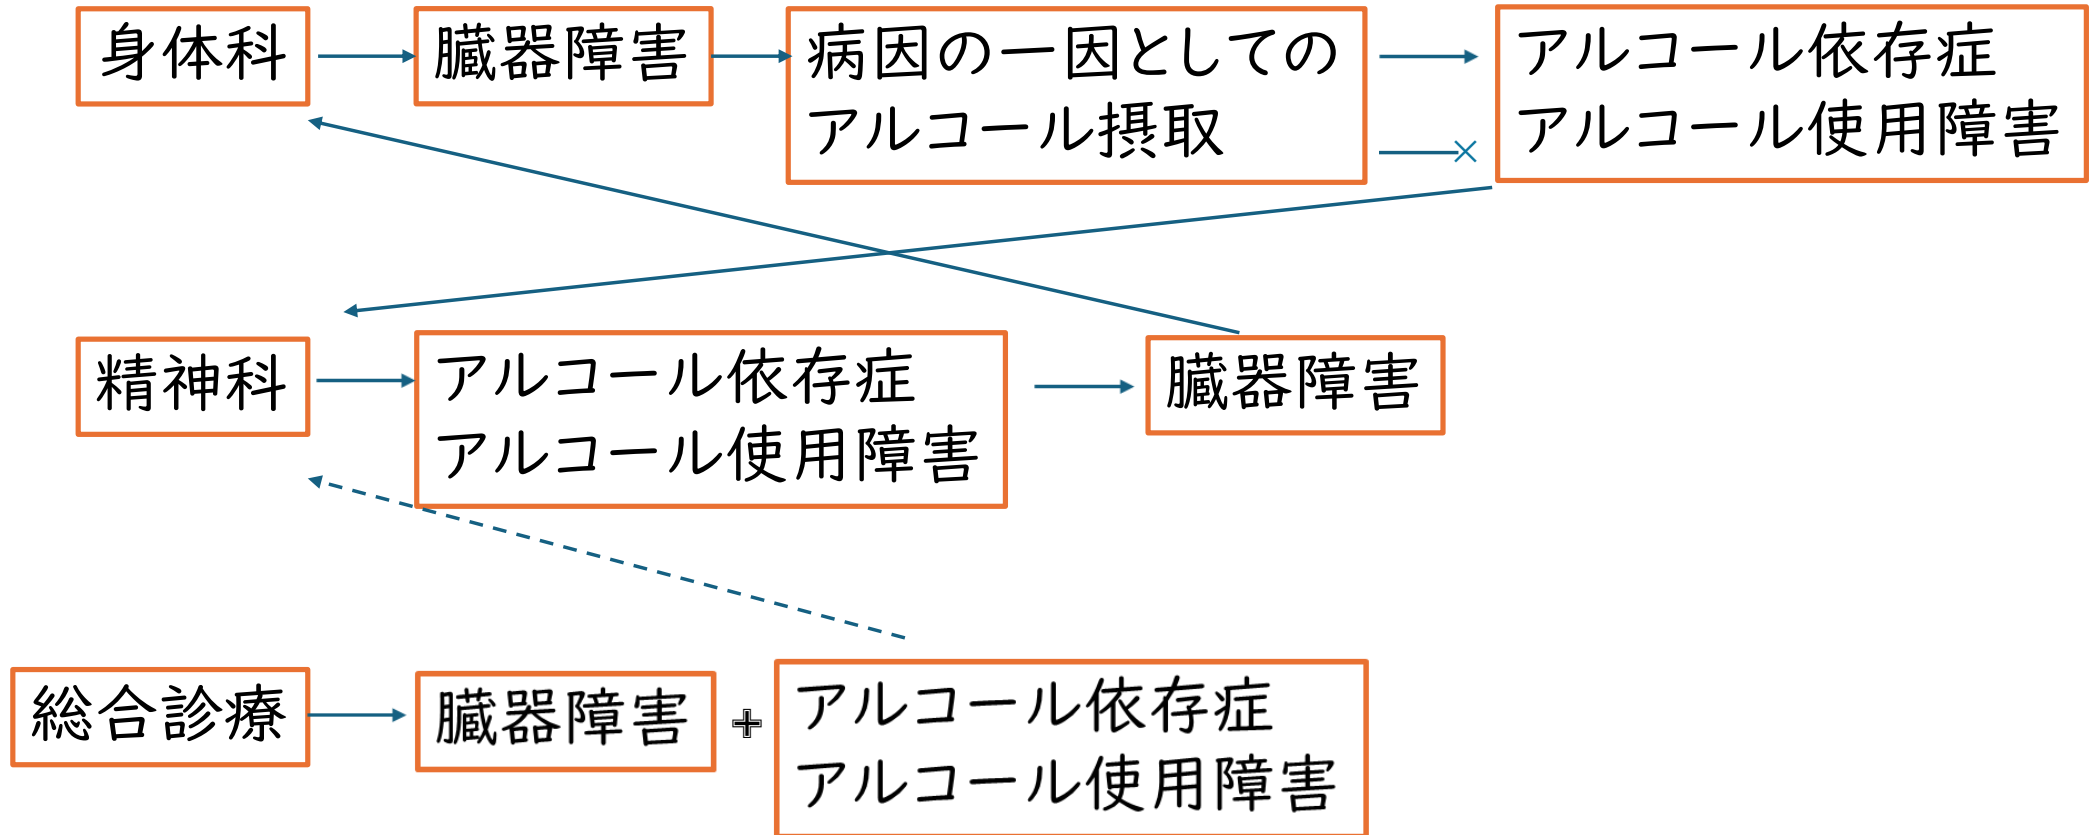 身体科
臓器障害
病因の一因としての
アルコール摂取
アルコール依存症
アルコール使用障害
精神科
アルコール依存症
アルコール使用障害
臓器障害
総合診療
臓器障害
+
アルコール依存症
アルコール使用障害